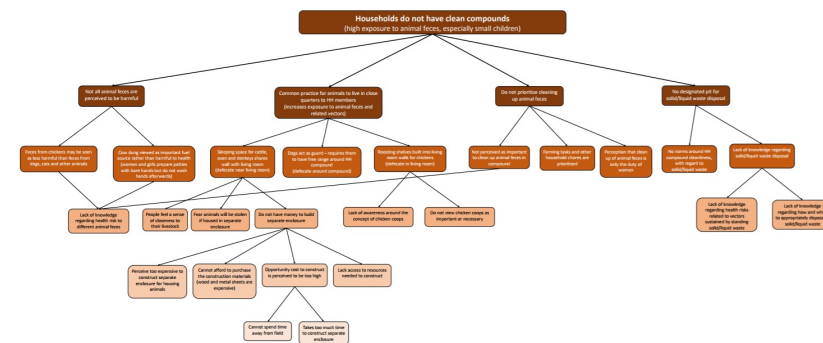 Households do not have clean compounds
(high exposure to animal feces, especially small children)
Not all animal feces are
perceived to be harmful
Common practice for animals to live in close
quarters to HH members
(increases exposure to animal feces and
related vectors)
Do not prioritize cleaning
up animal feces
No designated pit for
solid/liquid waste disposal
Feces from chickens may be seen
as less harmful than feces from
dogs, cats and other animals
Cow dung viewed as important fuel
source rather than harmful to health
(women and girls prepare patties
with bare hands but do not wash
hands afterwards)
Sleeping space for cattle,
oxen and donkeys shares
wall with living room
(defecate near living room)
Dogs act as guard – requires them
to have free range around HH
compound
(defecate around compound)
Roosting shelves built into living
room walls for chickens
(defecate in living room)
Not perceived as important
to clean up animal feces in
compound
Farming tasks and other
household chores are
prioritized
Perception that clean up
of animal feces is
only the duty of
women
No norms around HH
compound cleanliness,
with regard to
solid/liquid waste
Lack of knowledge regarding
solid/liquid waste disposal
Lack of knowledge
regarding health risk to
different animal feces
People feel a sense
of closeness to
their livestock
Fear animals will be stolen
if housed in separate
enclosure
Do not have money to build
separate enclosure
Lack of awareness around the
concept of chicken coops
Do not view chicken coops as
important or necessary
Lack of knowledge
regarding health risks
related to vectors
sustained by standing
solid/liquid waste
Lack of knowledge
regarding how and
to appropriately
solid/liquid waste
Perceive too expensive to
construct separate
enclosure for housing
animals
Cannot afford to purchase
the construction materials
(wood and metal sheets are
expensive)
Opportunity cost to construct
is perceived to be too high
Lack access to resources
needed to construct
Cannot spend time
away from field
Takes too much time
to construct separate
enclosure